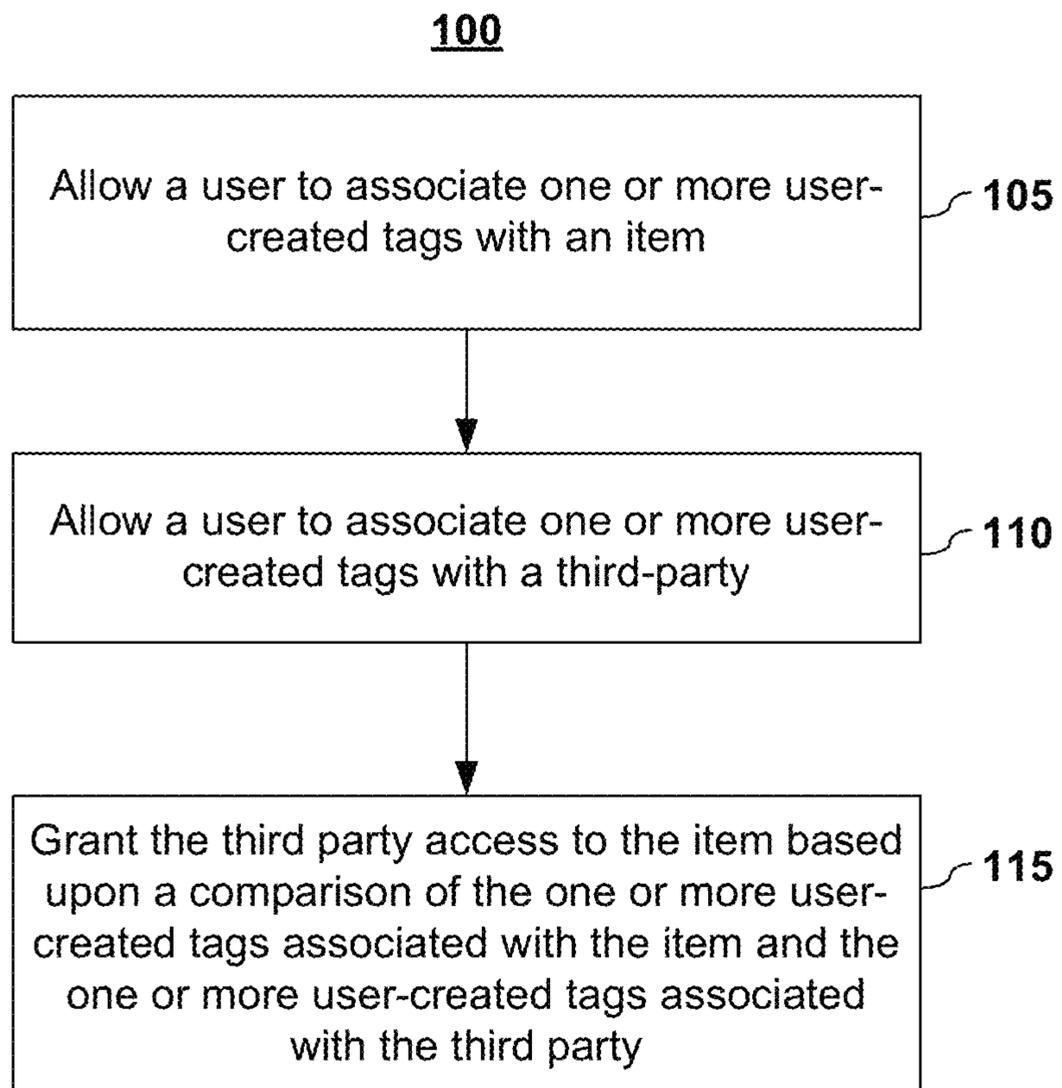 100
Allow a user to associate one or more user-
created tags with an item
105
Allow a user to associate one or more user-
created tags with a third-party
110
Grant the third party access to the item based
upon a comparison of the one or more user-
created tags associated with the item and the
one or more user-created tags associated
with the third party
115